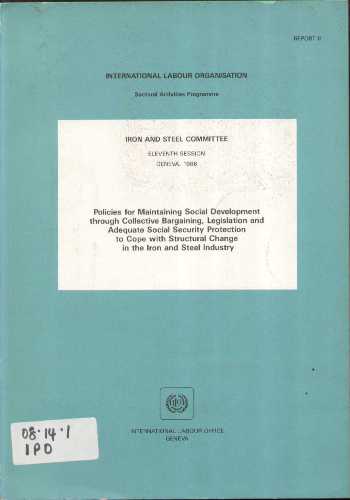 REPORT II
INTERNATIONAL LABOUR ORGANISATION
Sectoral Activities Programme
IRON AND STEEL COMMITTEE
ELEVENTH SESSION
GENEVA, 1986
Policies for Maintaining Social Development
through Collective Bargaining, Legislation and
Adequate Social Security Protection
to Cope with Structural Change
in the Iron and Steel Industry
INTERNATIONAL LABOUR OFFICE
GENEVA
08·14·1
IPO